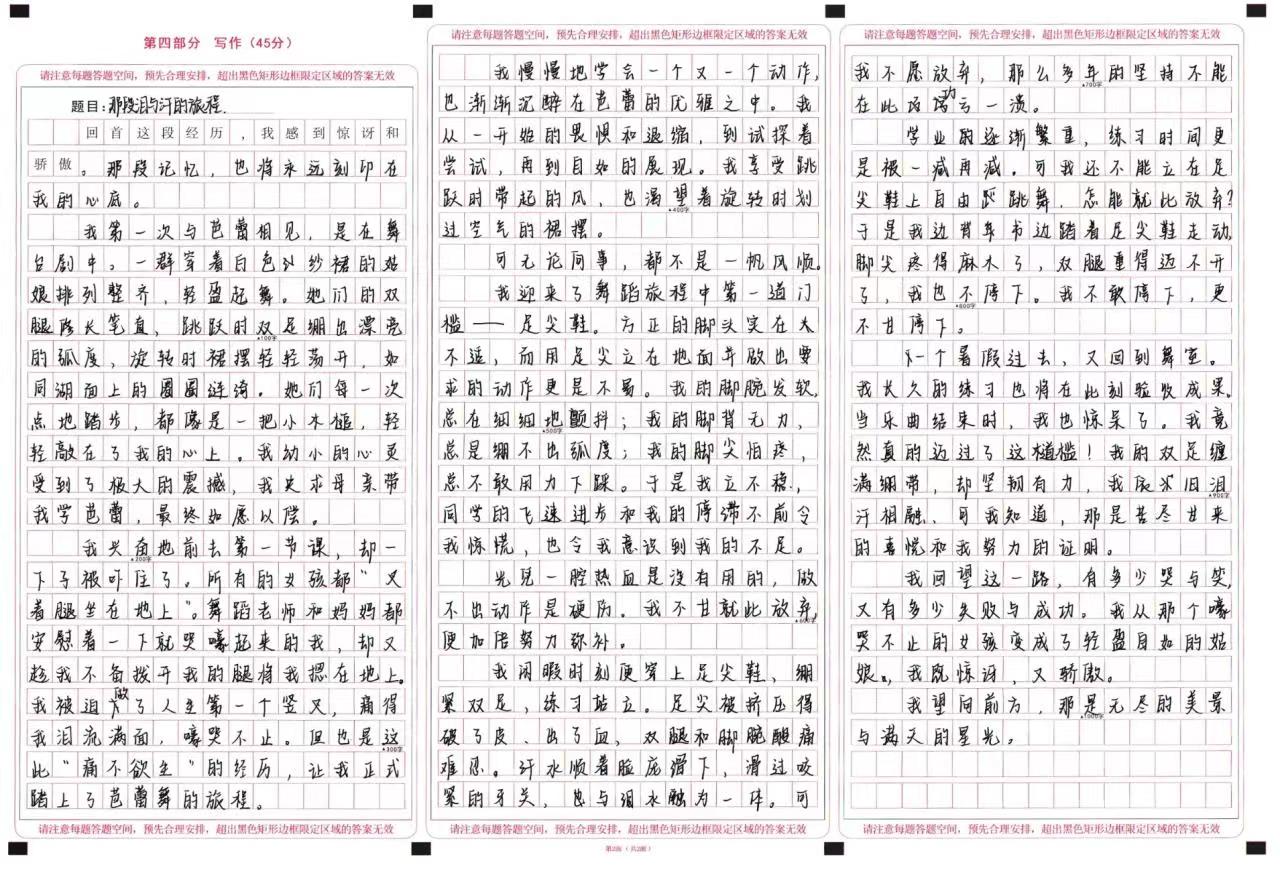 第四部分 写作（45分）
请注意每题答题空间，预先合理安排，超出黑色矩形边框限定区域的答案无效
题目：那段泪与汗的旅程.
回首这段经历，我感到惊讶和
骄傲。那段记忆，也将永远刻印在
我的心底。
我第一次与芭蕾相见，是在舞
台剧中。一群穿着白色纱裙的姑
娘排列整齐，轻盈起舞。她们的双
腿修长笔直，跳跃时双足绷出漂亮
▲100字
的弧度，旋转时裙摆轻轻荡开，如
同湖面上的圈圈涟漪。她们每一次
点地踏步，都像是一把小木槌，轻
轻敲在了我的心上。我幼小的心灵
受到了极大的震撼，我央求母亲带
我学芭蕾，最终如愿以偿。
我兴奋地前去第一节课，却一
▲200字
下子被吓住了。所有的女孩都“叉
着腿坐在地上”。舞蹈老师和妈妈都
安慰着一下就哭嚎起来的我，却又
趁我不备拨开我的腿将我摁在地上。
我被迫做了人生第一个竖叉，痛得
我泪流满面，嚎哭不止。但也是这
▲300字
此“痛不欲生”的经历，让我正式
踏上了芭蕾舞的旅程。
请注意每题答题空间，预先合理安排，超出黑色矩形边框限定区域的答案无效
请注意每题答题空间，预先合理安排，超出黑色矩形边框限定区域的答案无效
我慢慢地学会一个又一个动作，
也渐渐沉醉在芭蕾的优雅之中。我
从一开始的畏惧和退缩，到试探着
尝试，再到自如的展现。我享受跳
跃时带起的风，也渴望着旋转时划
▲400字
过空气的裙摆。
可无论何事，都不是一帆风顺。
我迎来了舞蹈旅程中第一道门
槛——足尖鞋。方正的脚头实在太
不适，而用足尖立在地面并做出要
求的动作更是不易。我的脚腕发软，
总在细细地颤抖；我的脚背无力，
▲500字
总是绷不出弧度；我的脚尖怕疼，
总不敢用力下踩。于是我立不稳，
同学的飞速进步和我的停滞不前令
我惊慌，也令我意识到我的不足。
光凭一腔热血是没有用的，做
不出动作是硬伤。我不甘就此放弃，
▲600字
便加倍努力弥补。
我闲暇时刻便穿上足尖鞋，绷
紧双足，练习站立。足尖被挤压得
破了皮、出了血，双腿和脚腕酸痛
难忍。汗水顺着脸庞滑下，滑过咬
紧的牙关，也与泪水融为一体。可
请注意每题答题空间，预先合理安排，超出黑色矩形边框限定区域的答案无效
第2面（共2面）
请注意每题答题空间，预先合理安排，超出黑色矩形边框限定区域的答案无效
我不愿放弃，那么多年的坚持不能
▲700字
在此功亏一溃。
学业的逐渐繁重，练习时间更
是被一减再减。可我还不能立在足
尖鞋上自由跳舞，怎能就此放弃？
于是我边背单书边踏着足尖鞋走动，
脚尖疼得麻木了，双腿重得迈不开
了，我也不停下。我不敢停下，更
▲800字
不甘停下。
下一个暑假过去，又回到舞室。
我长久的练习也将在此刻验收成果。
当乐曲结束时，我也惊呆了。我竟
然真的迈过了这道槛！我的双足缠
满绷带，却坚韧有力，我依旧泪
▲900字
汗相融、可我知道，那是苦尽甘来
的喜悦和我努力的证明。
我回望这一路，有多少哭与笑，
又有多少失败与成功。我从那个嚎
哭不止的女孩变成了轻盈自如的姑
娘，我既惊讶，又骄傲。
我望向前方，那是无尽的美景
▲1000字
与满天的星光。
请注意每题答题空间，预先合理安排，超出黑色矩形边框限定区域的答案无效